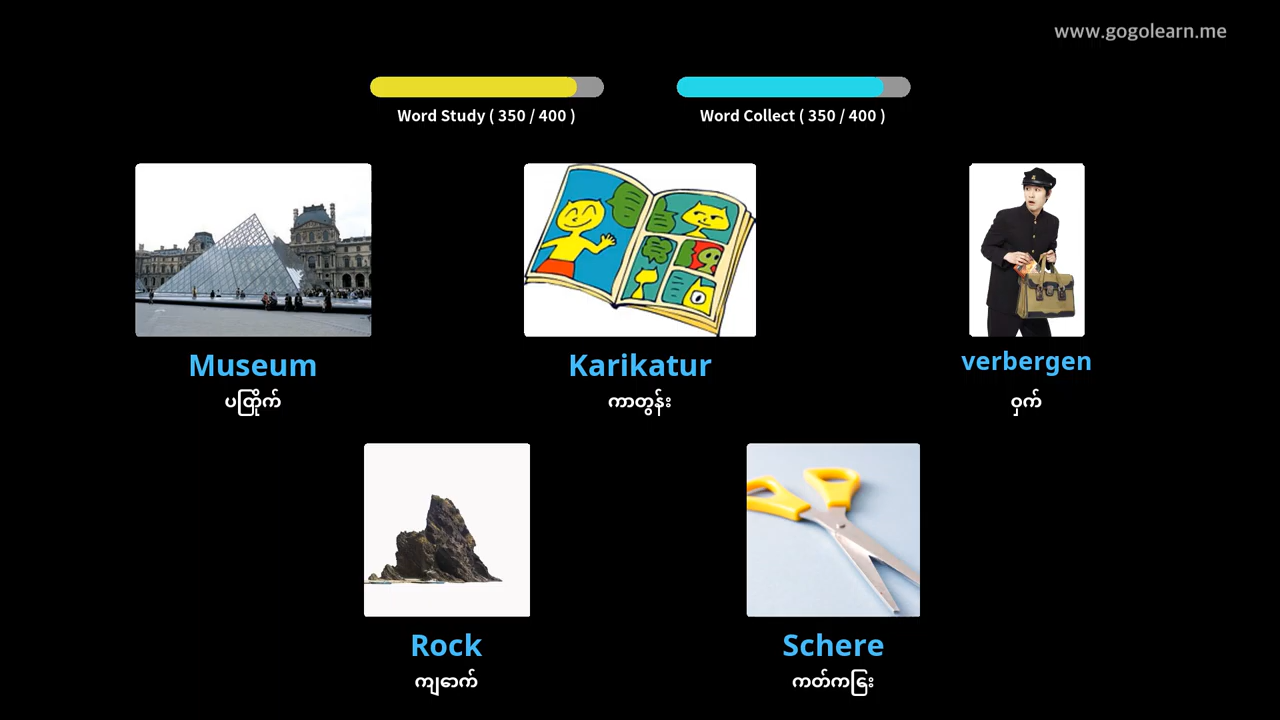 www.gogolearn.me
Word Study ( 350 / 400 )
Word Collect ( 350 / 400 )
Museum
ပတြိုက်
Karikatur
ကာတွန်း
verbergen
ဝှက်
Rock
ကျောက်
Schere
ကတ်ကြေး